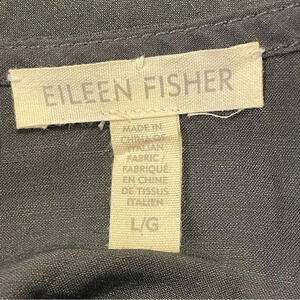 EILEEN FISHER
MADE IN
CHINA OF
ITALIAN
FABRIC/
FABRIQUÉ
EN CHINE
DE TISSUS
ITALIEN
L/G